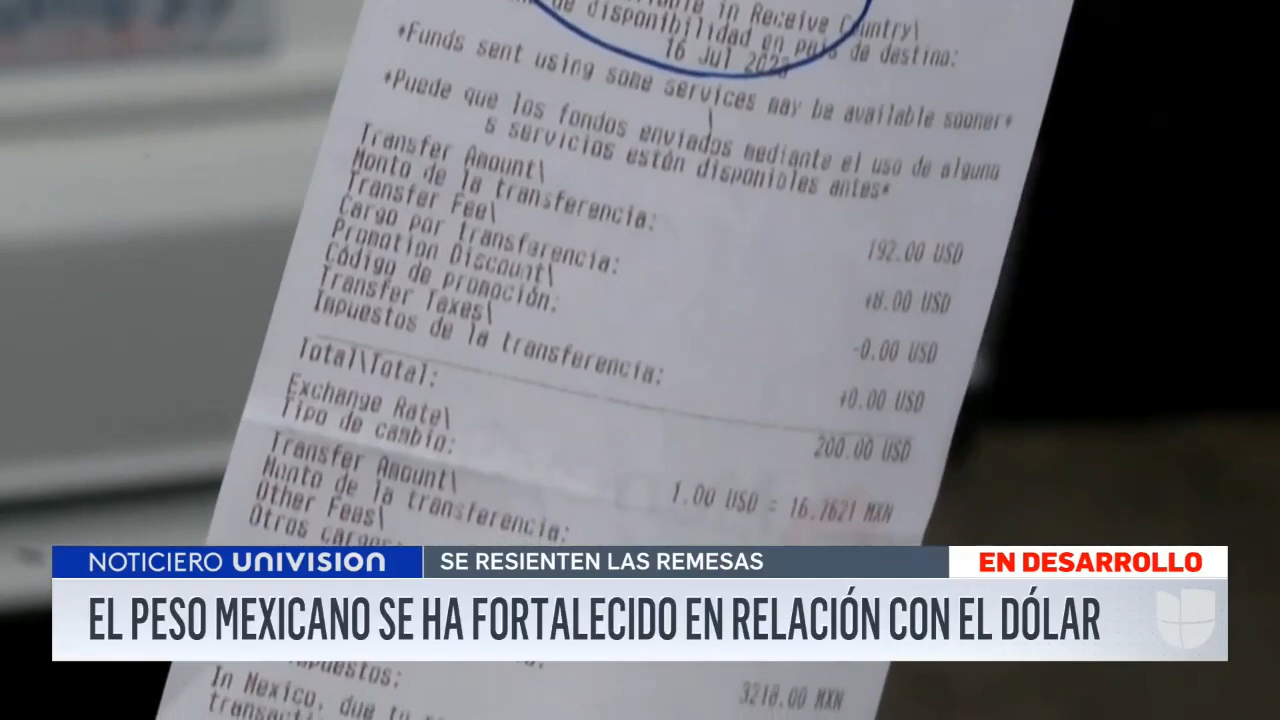 in Receive Country\
de disponibilidad en país de destino:
16 Jul 2023
*Funds sent using some services may be available sooner*
\
*Puede que los fondos enviados mediante el uso de alguno
s servicios estén disponibles antes*
Transfer Amount\
Monto de la transferencia:
192.00 USD
Transfer Fee\
Cargo por transferencia:
+8.00 USD
Promotion Discount\
Código de promoción:
-0.00 USD
Transfer Taxes\
Impuestos de la transferencia:
+0.00 USD
Total\Total:
200.00 USD
Exchange Rate\
Tipo de cambio:
1.00 USD = 16.7621 MXN
Transfer Amount\
Monto de la transferencia:
Other Fees\
Otros cargos
NOTICIERO UNIVISION
SE RESIENTEN LAS REMESAS
EN DESARROLLO
EL PESO MEXICANO SE HA FORTALECIDO EN RELACIÓN CON EL DÓLAR
3218.00 MXN
In Mexico, due to